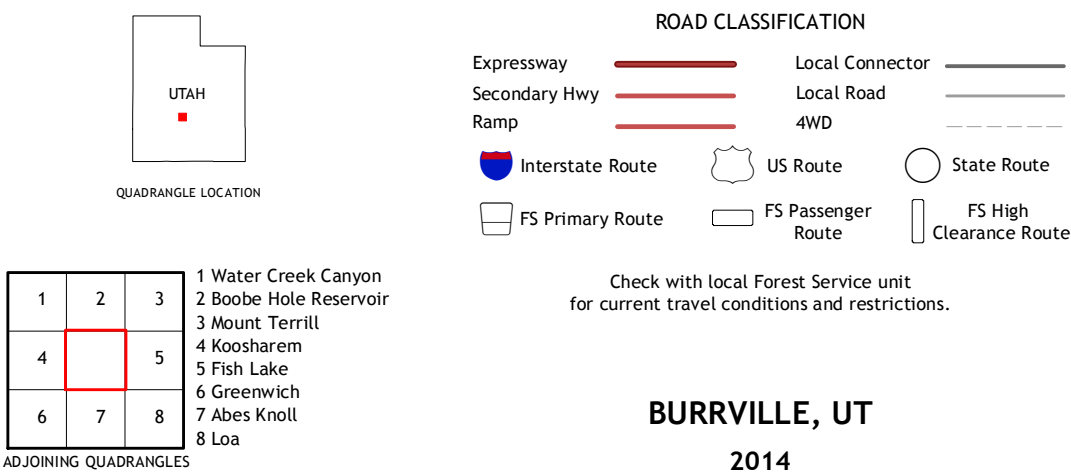 UTAH
QUADRANGLE LOCATION
ROAD CLASSIFICATION
Expressway
Local Connector
Secondary Hwy
Local Road
Ramp
4WD
Interstate Route
US Route
State Route
FS Primary Route
FS Passenger
Route
FS High
Clearance Route
Check with local Forest Service unit
for current travel conditions and restrictions.
1 2 3
4 5
6 7 8
1 Water Creek Canyon
2 Boobe Hole Reservoir
3 Mount Terrill
4 Koosharem
5 Fish Lake
6 Greenwich
7 Abes Knoll
8 Loa
ADJOINING QUADRANGLES
BURRVILLE, UT
2014